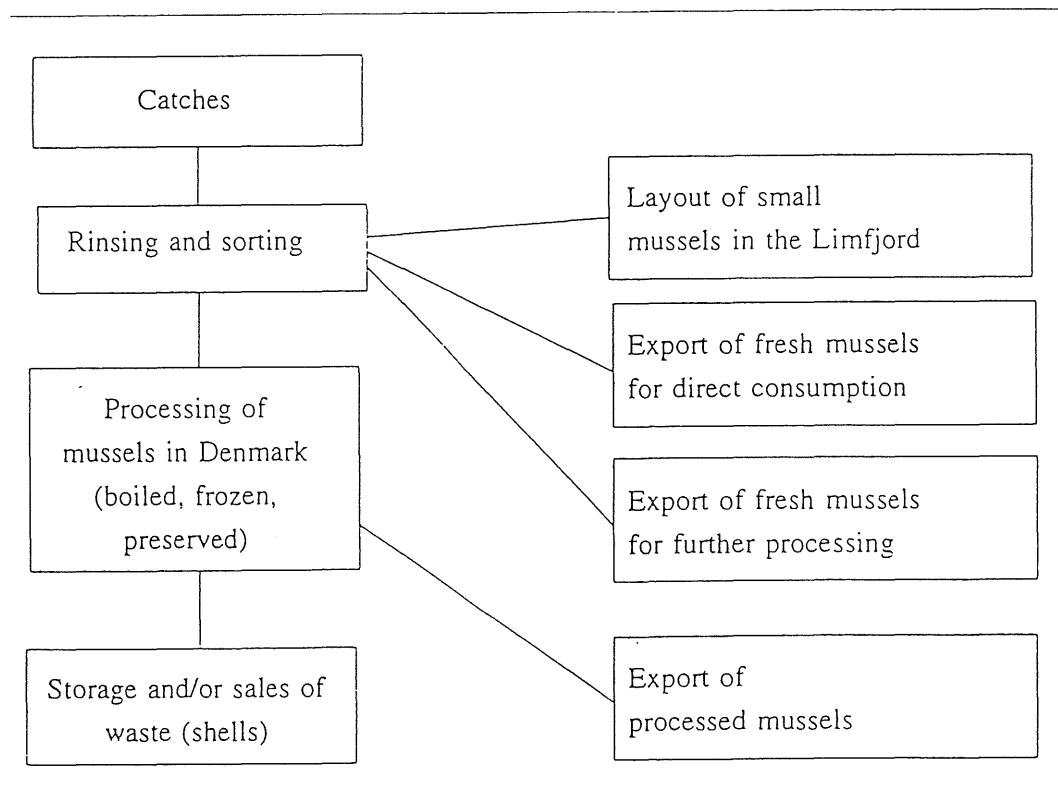 Catches
Rinsing and sorting
Layout of small
mussels in the Limfjord
Export of fresh mussels
for direct consumption
Processing of
mussels in Denmark
(boiled, frozen,
preserved)
Export of fresh mussels
for further processing
Storage and/or sales of
waste (shells)
Export of
processed mussels